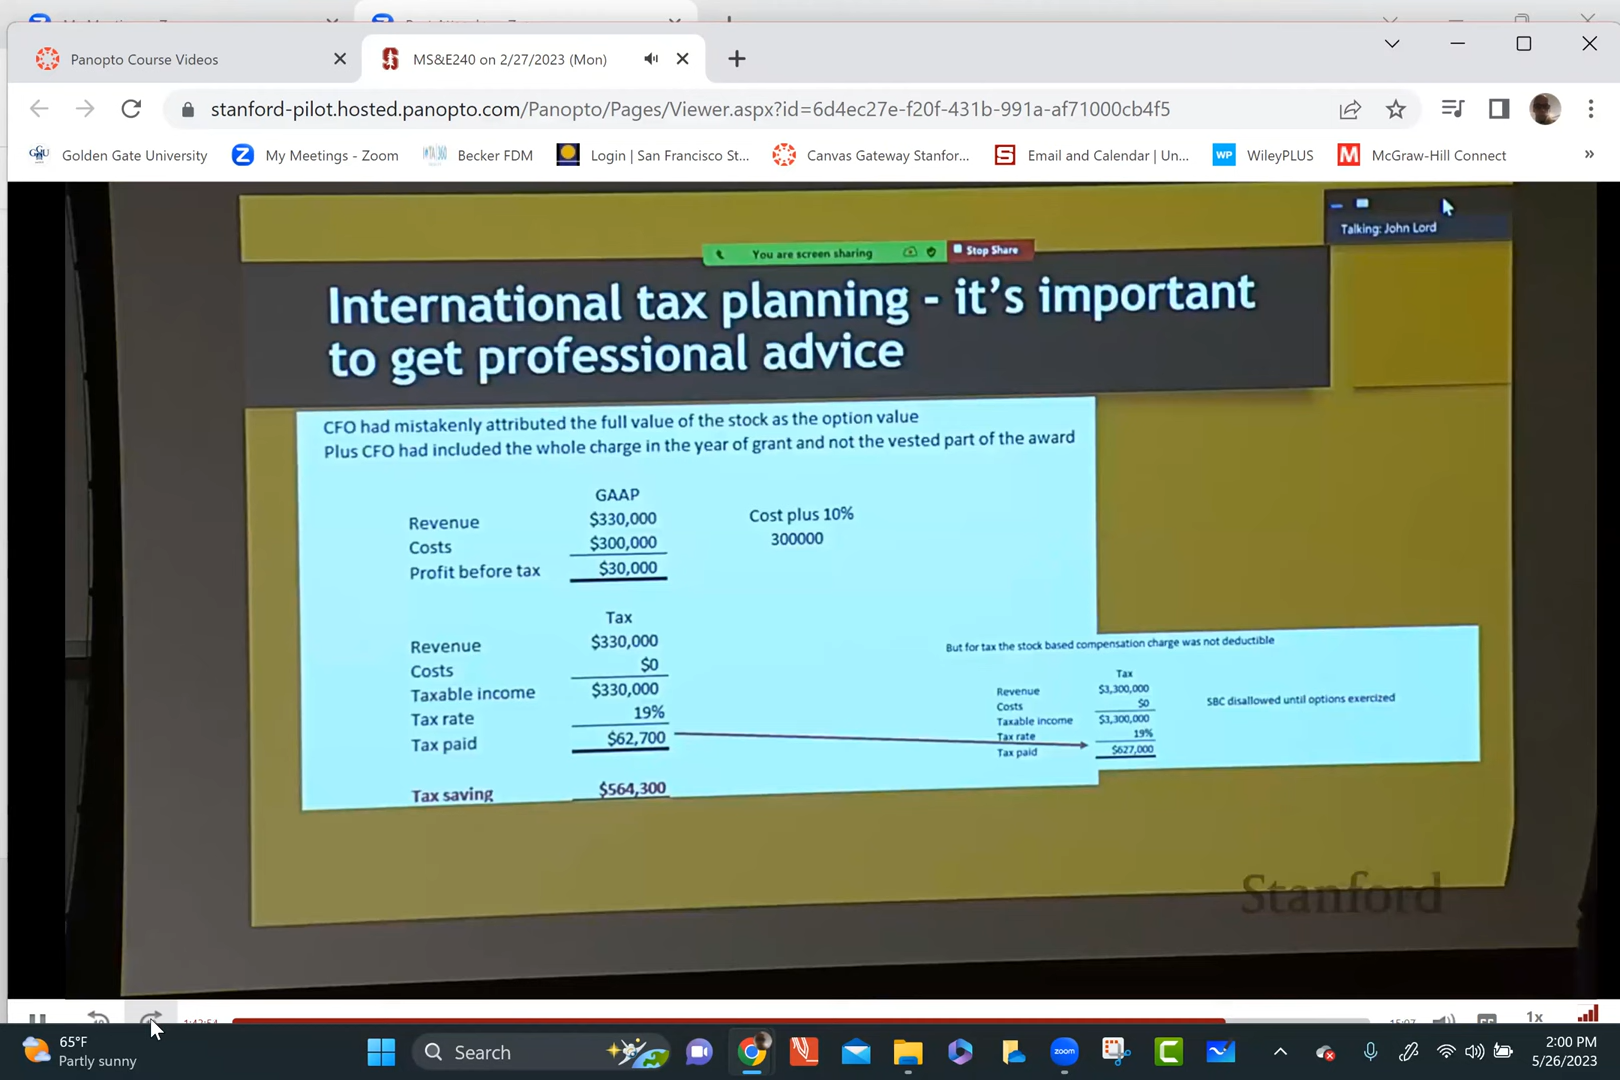 Panopto Course Videos
MS&E240 on 2/27/2023 (Mon)
stanford-pilot.hosted.panopto.com/Panopto/Pages/Viewer.aspx?id=6d4ec27e-f20f-431b-991a-af71000cb4f5
Golden Gate University
My Meetings - Zoom
Becker FDM
Login | San Francisco St...
Canvas Gateway Stanfor...
S
Email and Calendar | Un...
WP
WileyPLUS
M
McGraw-Hill Connect
»
Talking: John Lord
You are screen sharing
Stop Share
International tax planning - it's important
to get professional advice
CFO had mistakenly attributed the full value of the stock as the option value
Plus CFO had included the whole charge in the year of grant and not the vested part of the award
GAAP
Revenue $330,000
Costs $300,000
Profit before tax $30,000
Cost plus 10%
300000
Tax
Revenue $330,000
Costs $0
Taxable income $330,000
Tax rate 19%
Tax paid $62,700
Tax saving $564,300
But for tax the stock based compensation charge was not deductible
Tax
Revenue $3,300,000
Costs $0
Taxable income $3,300,000
Tax rate 19%
Tax paid $627,000
SBC disallowed until options exercized
Stanford
1x
65°F
Partly sunny
Search
zoom
2:00 PM
5/26/2023